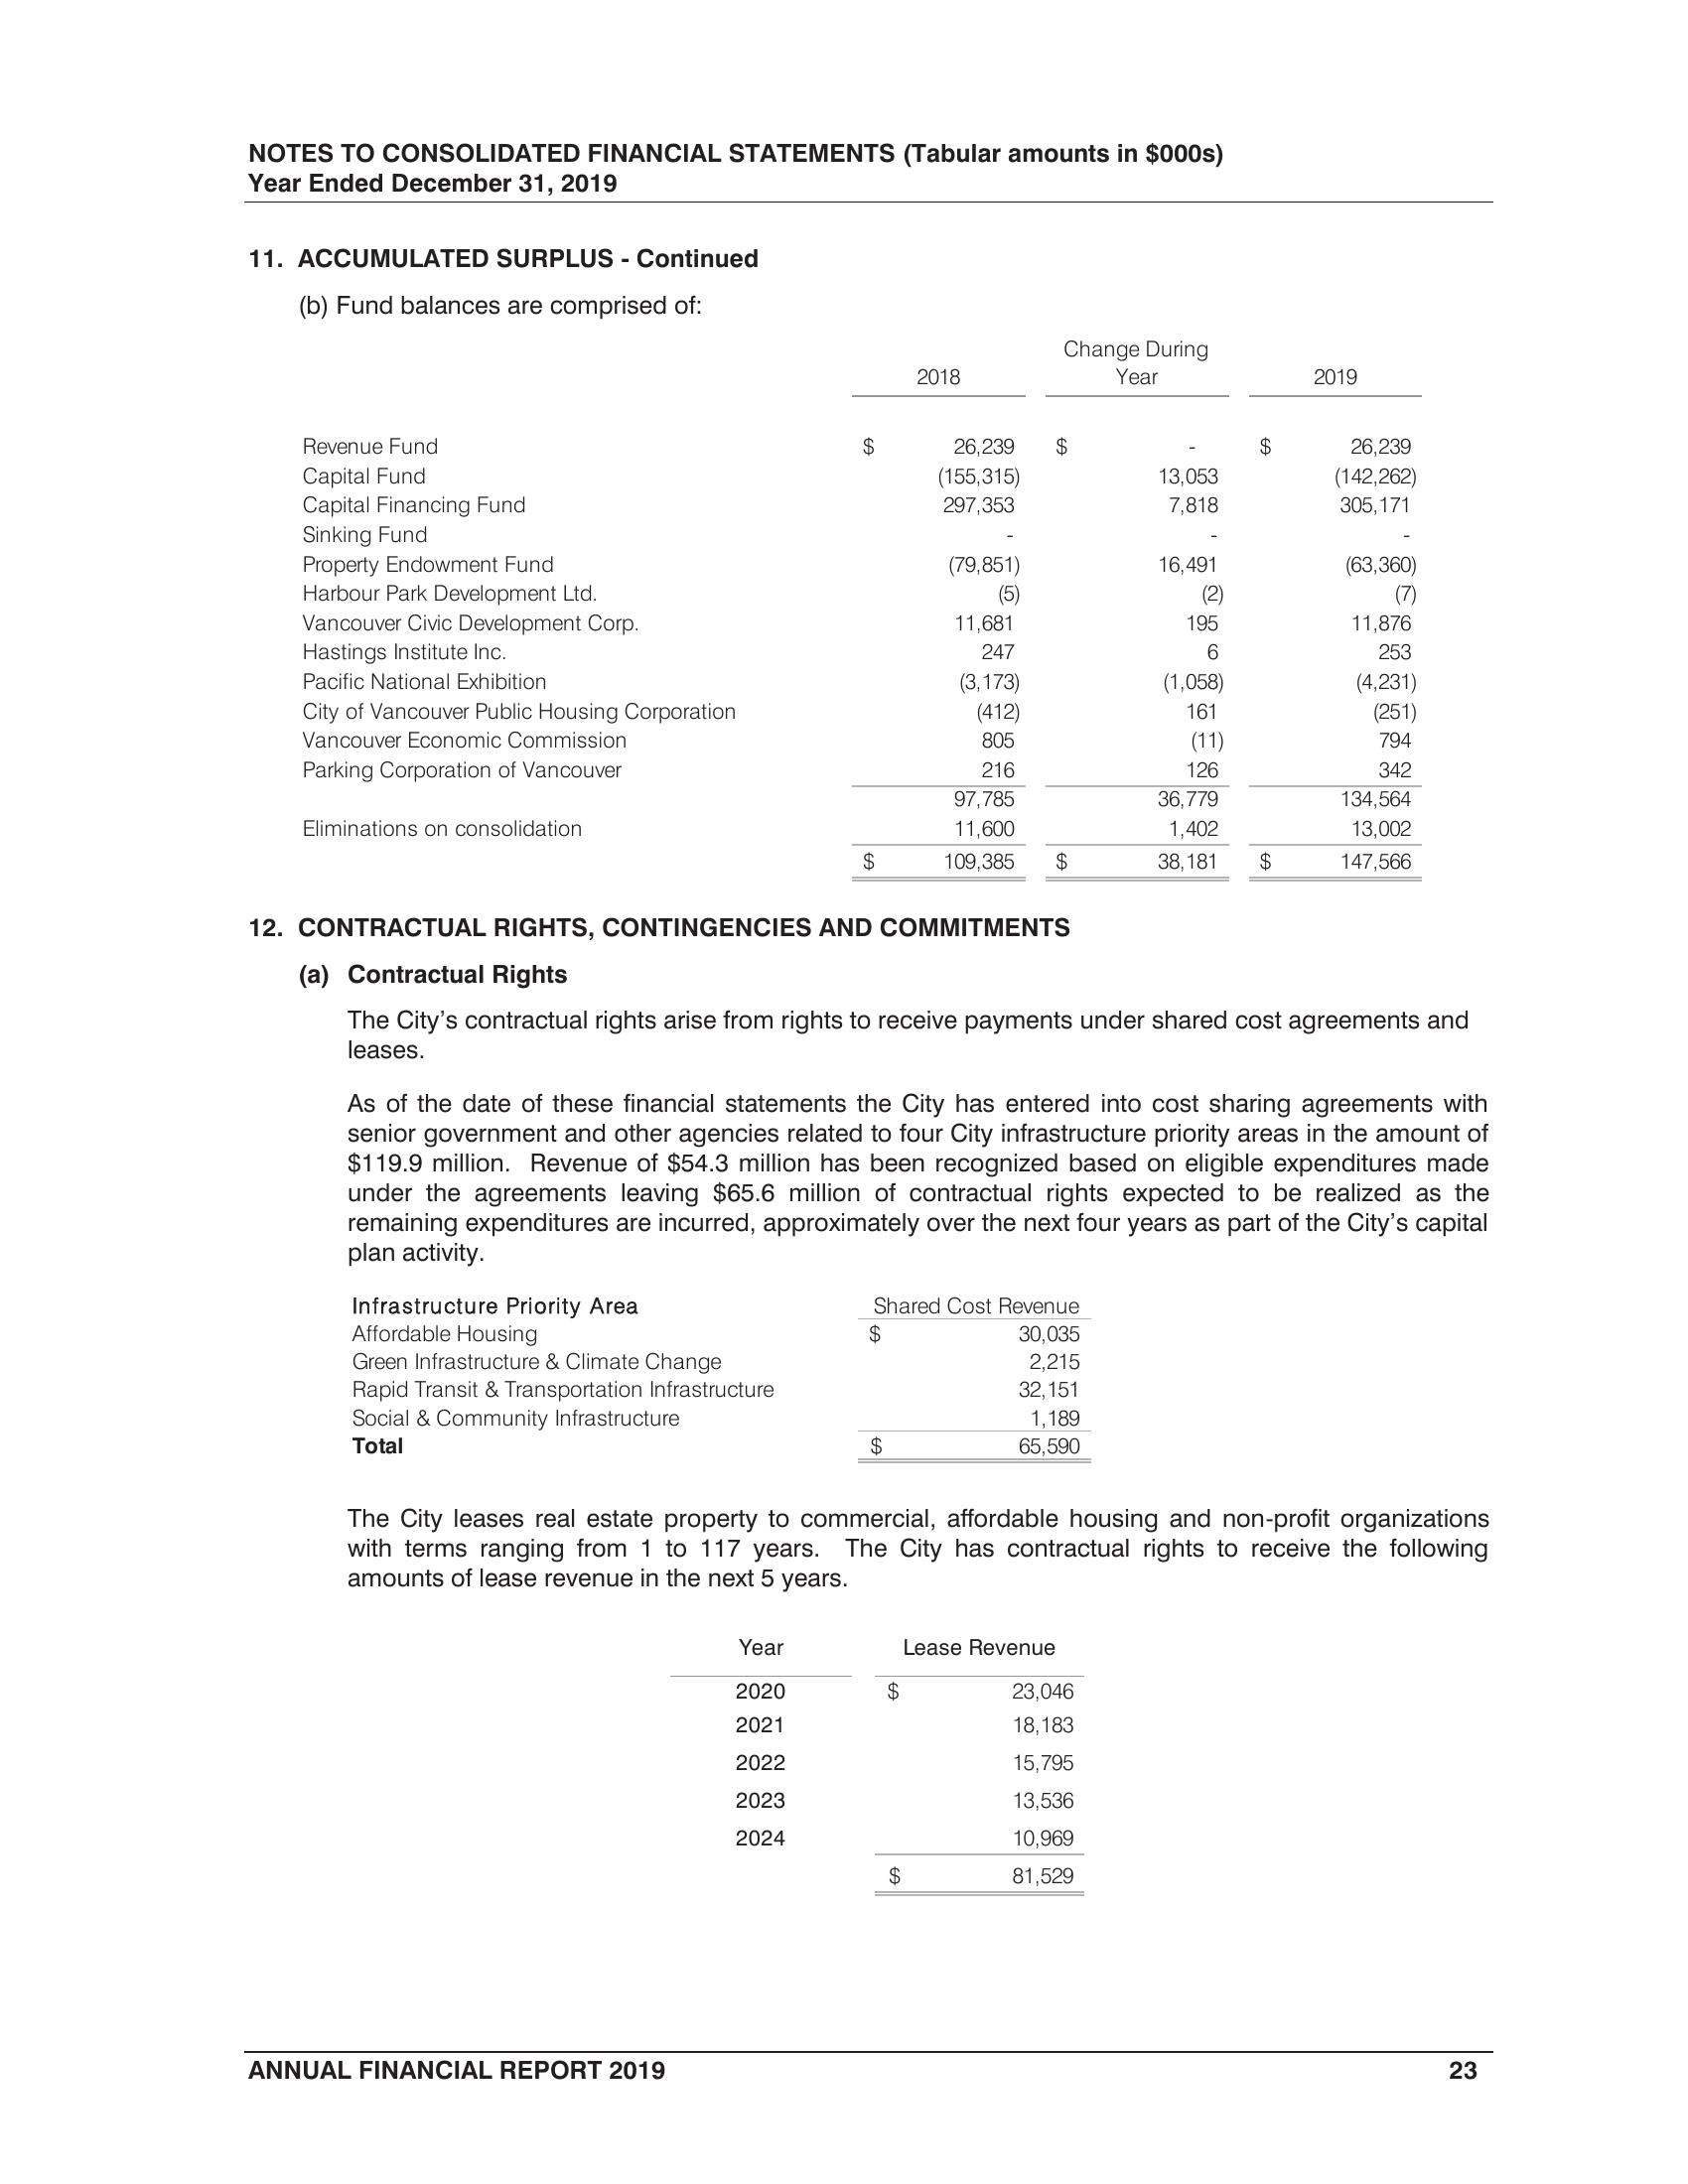 NOTES TO CONSOLIDATED FINANCIAL STATEMENTS (Tabular amounts in $000s)
Year Ended December 31, 2019
11. ACCUMULATED SURPLUS - Continued
(b) Fund balances are comprised of:
Change During
2018 Year 2019
Revenue Fund $ 26,239 $ - $ 26,239
Capital Fund (155,315) 13,053 (142,262)
Capital Financing Fund 297,353 7,818 305,171
Sinking Fund - - -
Property Endowment Fund (79,851) 16,491 (63,360)
Harbour Park Development Ltd. (5) (2) (7)
Vancouver Civic Development Corp. 11,681 195 11,876
Hastings Institute Inc. 247 6 253
Pacific National Exhibition (3,173) (1,058) (4,231)
City of Vancouver Public Housing Corporation (412) 161 (251)
Vancouver Economic Commission 805 (11) 794
Parking Corporation of Vancouver 216 126 342
97,785 36,779 134,564
Eliminations on consolidation 11,600 1,402 13,002
$ 109,385 $ 38,181 $ 147,566
12. CONTRACTUAL RIGHTS, CONTINGENCIES AND COMMITMENTS
(a) Contractual Rights
The City’s contractual rights arise from rights to receive payments under shared cost agreements and
leases.
As of the date of these financial statements the City has entered into cost sharing agreements with
senior government and other agencies related to four City infrastructure priority areas in the amount of
$119.9 million. Revenue of $54.3 million has been recognized based on eligible expenditures made
under the agreements leaving $65.6 million of contractual rights expected to be realized as the
remaining expenditures are incurred, approximately over the next four years as part of the City’s capital
plan activity.
Infrastructure Priority Area Shared Cost Revenue
Affordable Housing $ 30,035
Green Infrastructure & Climate Change 2,215
Rapid Transit & Transportation Infrastructure 32,151
Social & Community Infrastructure 1,189
Total $ 65,590
The City leases real estate property to commercial, affordable housing and non-profit organizations
with terms ranging from 1 to 117 years. The City has contractual rights to receive the following
amounts of lease revenue in the next 5 years.
Year Lease Revenue
2020 $ 23,046
2021 18,183
2022 15,795
2023 13,536
2024 10,969
$ 81,529
ANNUAL FINANCIAL REPORT 2019 23